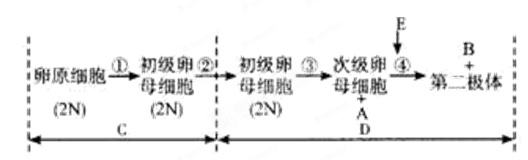 E
卵原细胞 ① 初级卵母细胞 ② 初级卵母细胞 ③ 次级卵母细胞 ④ B
+
第二极体
(2N) (2N) (2N) +
A
C D